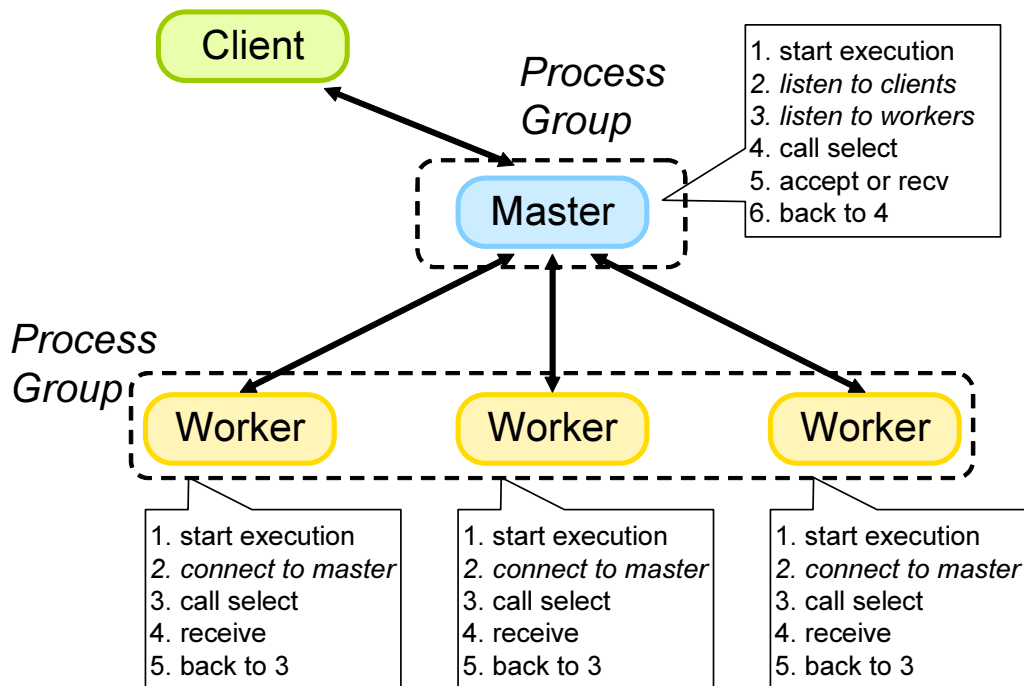 Client
Process
Group
1. start execution
2. listen to clients
3. listen to workers
4. call select
5. accept or recv
6. back to 4
Master
Process
Group
Worker
Worker
Worker
1. start execution
2. connect to master
3. call select
4. receive
5. back to 3
1. start execution
2. connect to master
3. call select
4. receive
5. back to 3
1. start execution
2. connect to master
3. call select
4. receive
5. back to 3